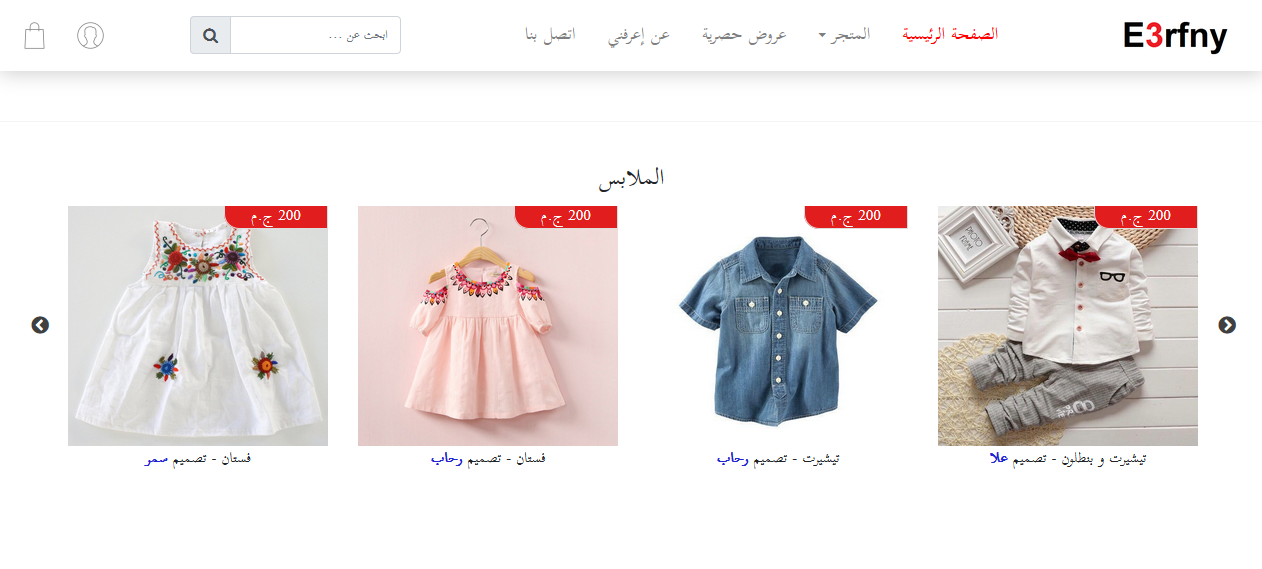 E3rfny
الصفحة الرئيسية
المتجر
عروض حصرية
عن إعرفني
اتصل بنا
ابحث عن ...
الملابس
200 ج.م
200 ج.م
200 ج.م
200 ج.م
تيشيرت و بنطلون - تصميم علا
تيشيرت - تصميم رحاب
فستان - تصميم رحاب
فستان - تصميم سمر